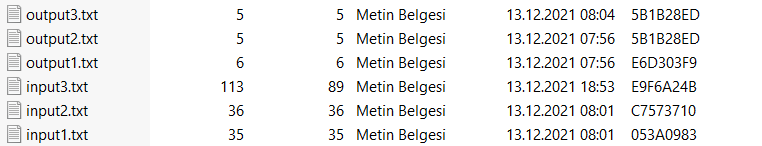 output3.txt 5 5 Metin Belgesi 13.12.2021 08:04 5B1B28ED
output2.txt 5 5 Metin Belgesi 13.12.2021 07:56 5B1B28ED
output1.txt 6 6 Metin Belgesi 13.12.2021 07:56 E6D303F9
input3.txt 113 89 Metin Belgesi 13.12.2021 18:53 E9F6A24B
input2.txt 36 36 Metin Belgesi 13.12.2021 08:01 C7573710
input1.txt 35 35 Metin Belgesi 13.12.2021 08:01 053A0983